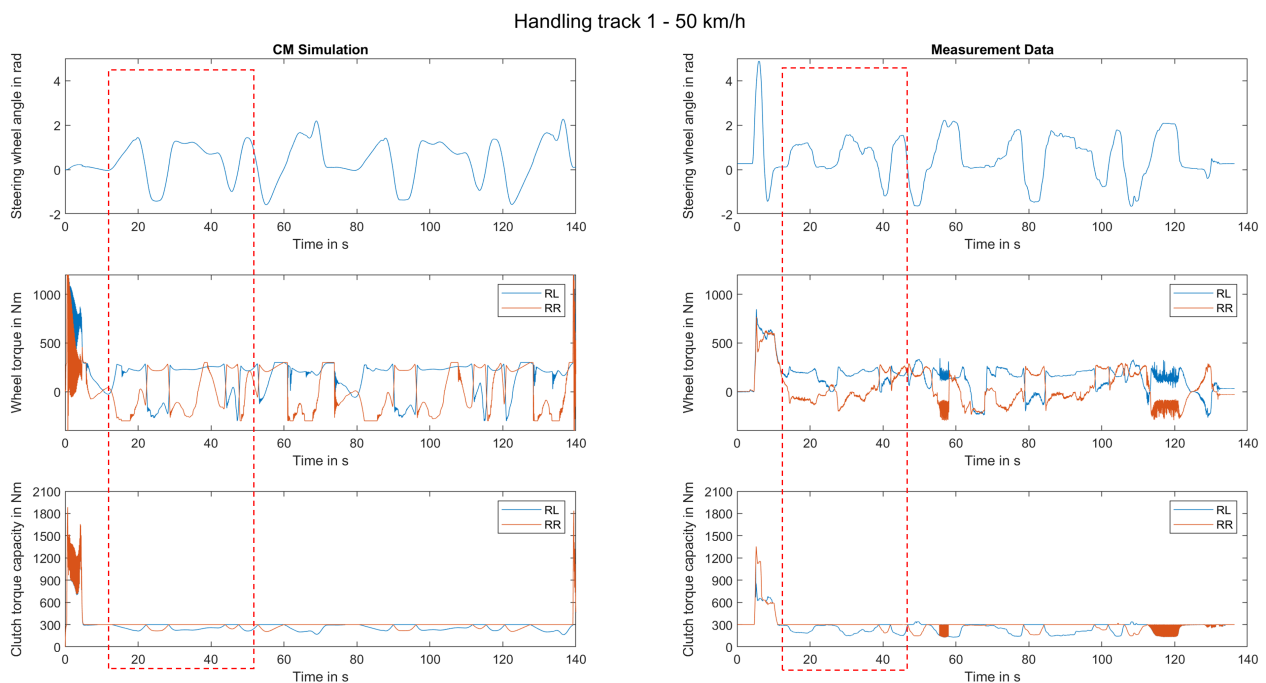 Handling track 1 - 50 km/h
CM Simulation
Steering wheel angle in rad
4
2
0
-2
0 20 40 60 80 100 120 140
Time in s
Wheel torque in Nm
1000
500
0
RL
RR
0 20 40 60 80 100 120 140
Time in s
Clutch torque capacity in Nm
2100
1800
1500
1200
900
600
300
0
RL
RR
0 20 40 60 80 100 120 140
Time in s
Measurement Data
Steering wheel angle in rad
4
2
0
-2
0 20 40 60 80 100 120 140
Time in s
Wheel torque in Nm
1000
500
0
RL
RR
0 20 40 60 80 100 120 140
Time in s
Clutch torque capacity in Nm
2100
1800
1500
1200
900
600
300
0
RL
RR
0 20 40 60 80 100 120 140
Time in s